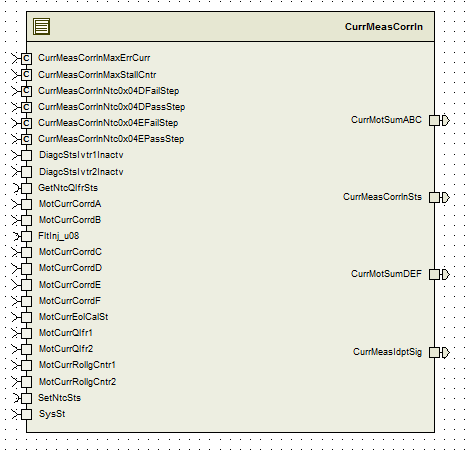 CurrMeasCorrln
C CurrMeasCorrlnMaxErrCurr
C CurrMeasCorrlnMaxStallCntr
C CurrMeasCorrlnNtc0x04DFailStep
C CurrMeasCorrlnNtc0x04DPassStep
C CurrMeasCorrlnNtc0x04EFailStep
C CurrMeasCorrlnNtc0x04EPassStep
DiagcStsIvtr1Inactv
DiagcStsIvtr2Inactv
GetNtcQlfrSts
MotCurrCorrdA
MotCurrCorrdB
FltInj_u08
MotCurrCorrdC
MotCurrCorrdD
MotCurrCorrdE
MotCurrCorrdF
MotCurrEolCalSt
MotCurrQlfr1
MotCurrQlfr2
MotCurrRollgCntr1
MotCurrRollgCntr2
SetNtcSts
SysSt
CurrMotSumABC
CurrMeasCorrlnSts
CurrMotSumDEF
CurrMeasIdptSig